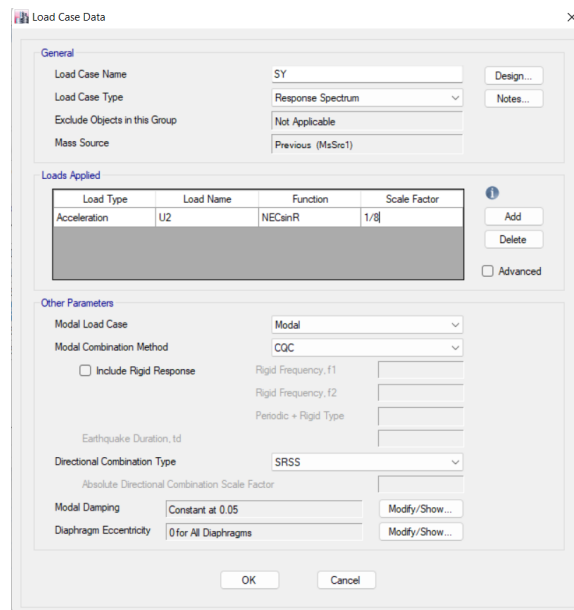 Load Case Data
General
Load Case Name SY Design...
Load Case Type Response Spectrum Notes...
Exclude Objects in this Group Not Applicable
Mass Source Previous (MsSrc1)
Loads Applied
Load Type Load Name Function Scale Factor
Acceleration U2 NECsinR 1/8 Add
Delete
Advanced
Other Parameters
Modal Load Case Modal
Modal Combination Method CQC
Include Rigid Response Rigid Frequency, f1
Rigid Frequency, f2
Periodic + Rigid Type
Earthquake Duration, td
Directional Combination Type SRSS
Absolute Directional Combination Scale Factor
Modal Damping Constant at 0.05 Modify/Show...
Diaphragm Eccentricity 0 for All Diaphragms Modify/Show...
OK Cancel